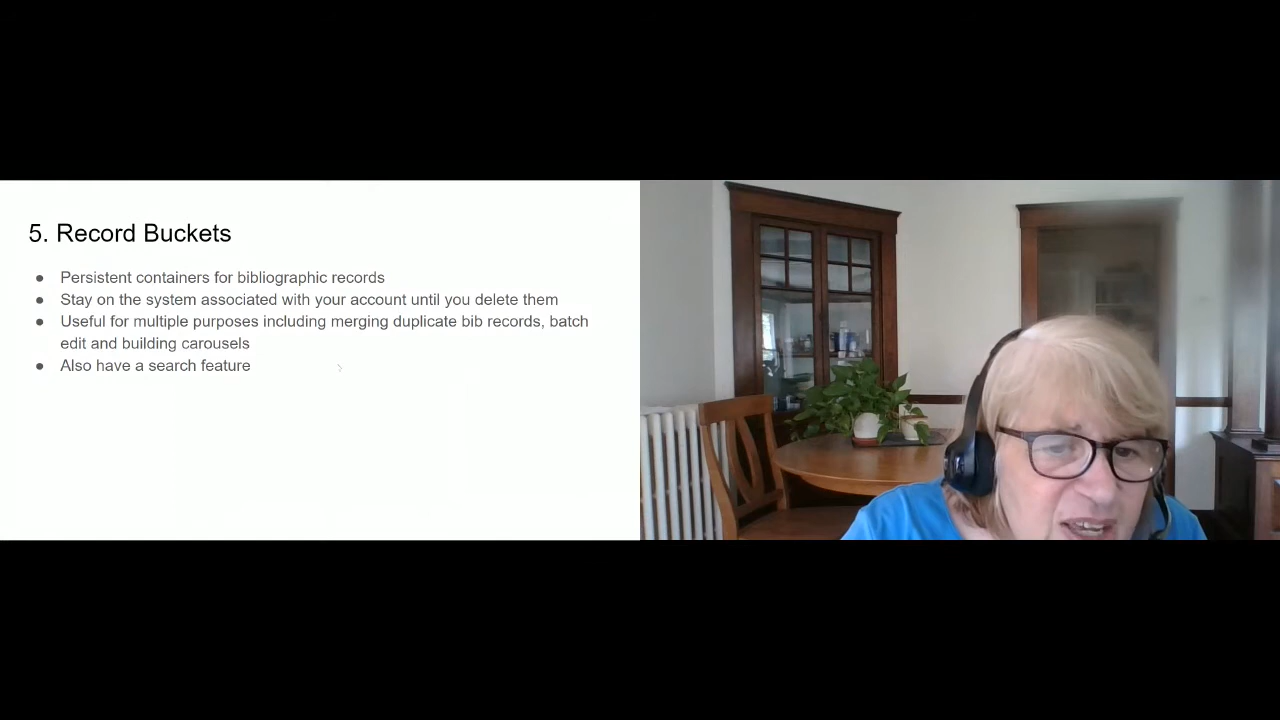 5. Record Buckets
● Persistent containers for bibliographic records
● Stay on the system associated with your account until you delete them
● Useful for multiple purposes including merging duplicate bib records, batch
edit and building carousels
● Also have a search feature